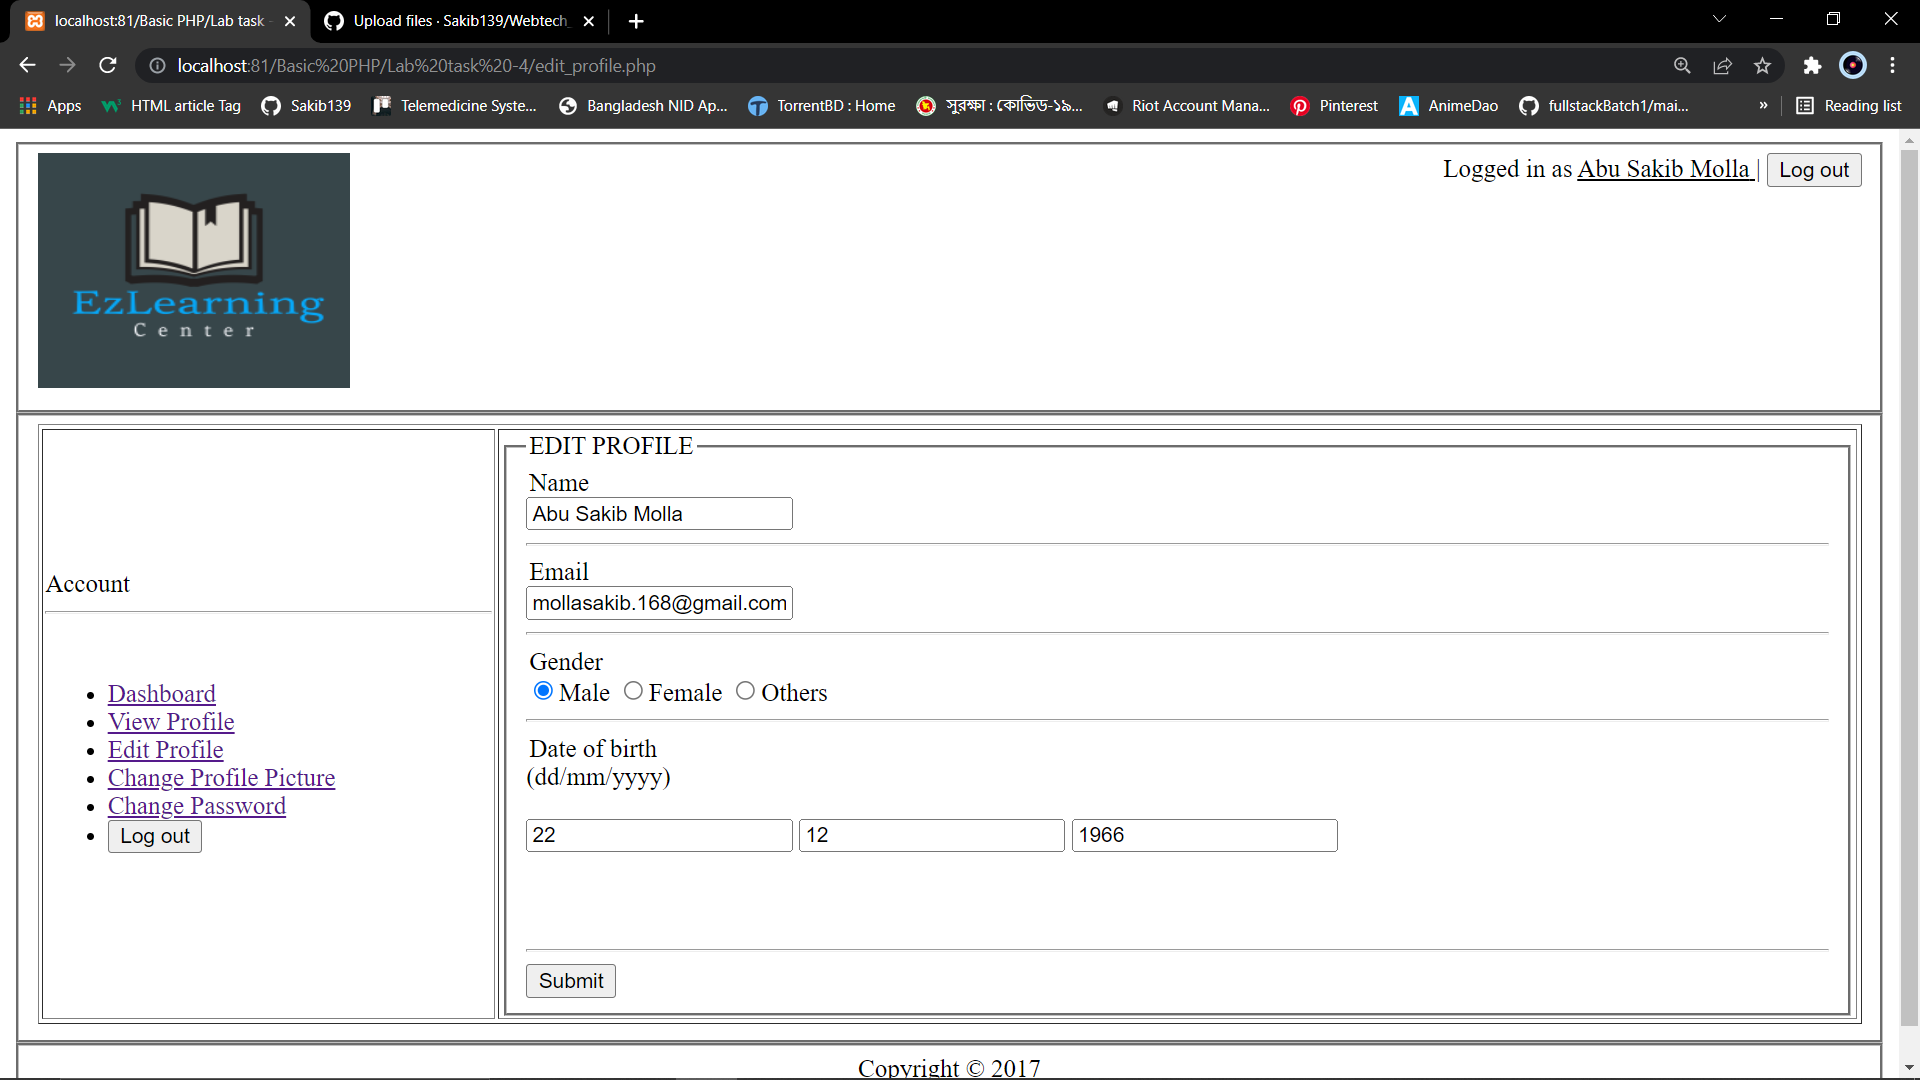 localhost:81/Basic PHP/Lab task -
Upload files · Sakib139/Webtech_
localhost:81/Basic%20PHP/Lab%20task%20-4/edit_profile.php
Apps
HTML article Tag
Sakib139
Telemedicine Syste...
Bangladesh NID Ap...
TorrentBD : Home
সুরক্ষা : কোভিড-১৯...
Riot Account Mana...
Pinterest
AnimeDao
fullstackBatch1/mai...
»
Reading list
EzLearning
Center
Logged in as Abu Sakib Molla | Log out
Account
Dashboard
View Profile
Edit Profile
Change Profile Picture
Change Password
Log out
EDIT PROFILE
Name
Abu Sakib Molla
Email
mollasakib.168@gmail.com
Gender
Male Female Others
Date of birth
(dd/mm/yyyy)
22 12 1966
Submit
Copyright © 2017